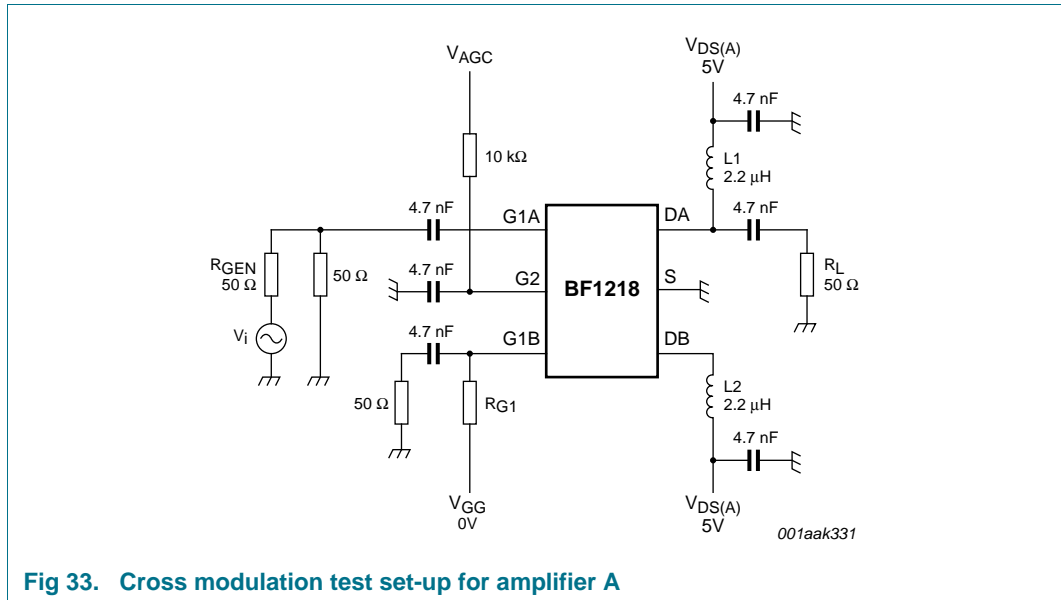 VAGC
VDS(A)
5V
4.7 nF
10 kΩ
L1
2.2 μH
4.7 nF
G1A
DA
4.7 nF
RGEN
50 Ω
50 Ω
4.7 nF
G2
BF1218
S
RL
50 Ω
Vi
4.7 nF
G1B
DB
50 Ω
RG1
L2
2.2 μH
4.7 nF
VGG
0V
VDS(A)
5V
001aak331
Fig 33. Cross modulation test set-up for amplifier A